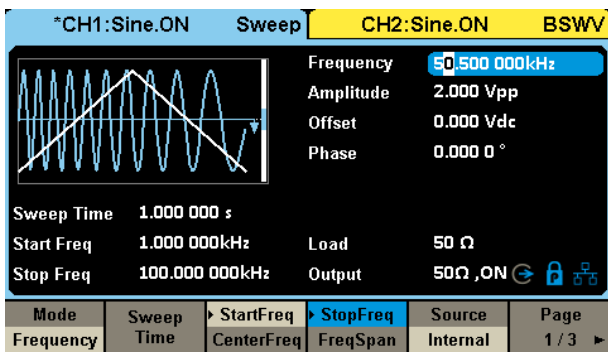 *CH1:Sine.ON Sweep CH2:Sine.ON BSWV
Frequency 50.500 000kHz
Amplitude 2.000 Vpp
Offset 0.000 Vdc
Phase 0.000 0 °
Sweep Time 1.000 000 s
Start Freq 1.000 000kHz Load 50 Ω
Stop Freq 100.000 000kHz Output 50Ω ,ON P
Mode Sweep StartFreq StopFreq Source Page
Frequency Time CenterFreq FreqSpan Internal 1 / 3